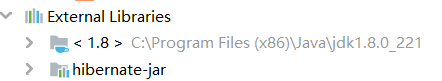 External Libraries
< 1.8 > C:\Program Files (x86)\Java\jdk1.8.0_221
hibernate-jar